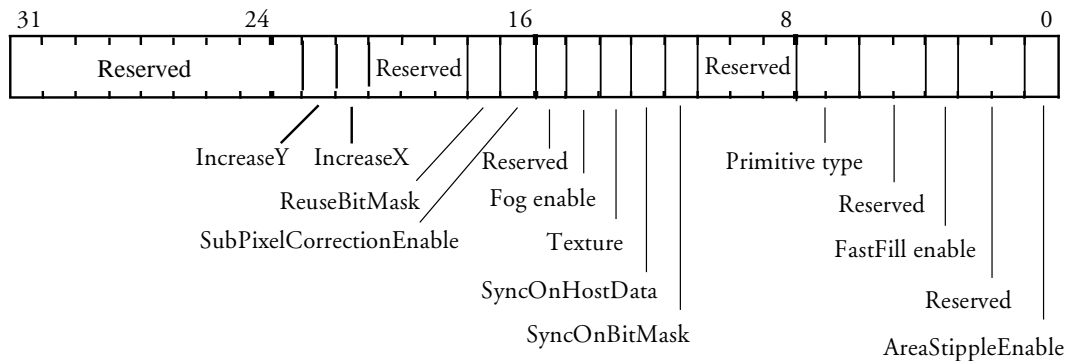 31 24 16 8 0
Reserved Reserved Reserved
IncreaseY IncreaseX Reserved Primitive type
ReuseBitMask Fog enable Reserved
SubPixelCorrectionEnable Texture FastFill enable
SyncOnHostData Reserved
SyncOnBitMask
AreaStippleEnable